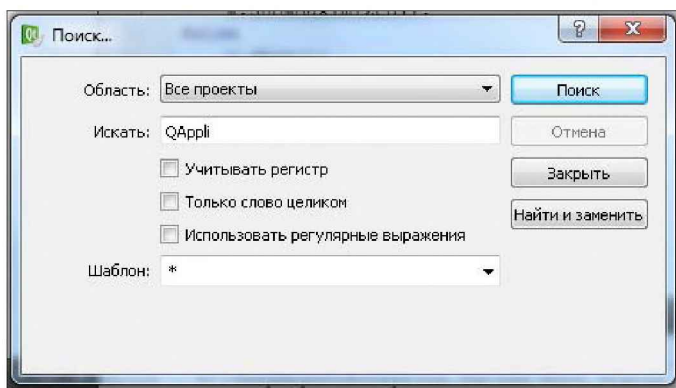 Поиск...
Область: Все проекты Поиск
Искать: QAppli Отмена
Учитывать регистр Закрыть
Только слово целиком Найти и заменить
Использовать регулярные выражения
Шаблон: *